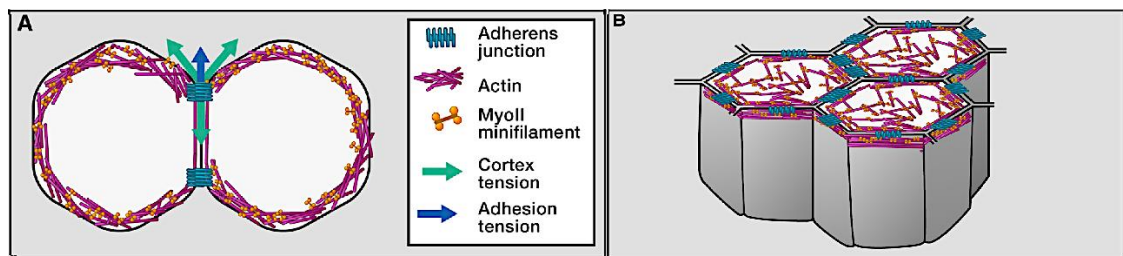 A
Adherens
junction
Actin
MyoII
minifilament
Cortex
tension
Adhesion
tension
B